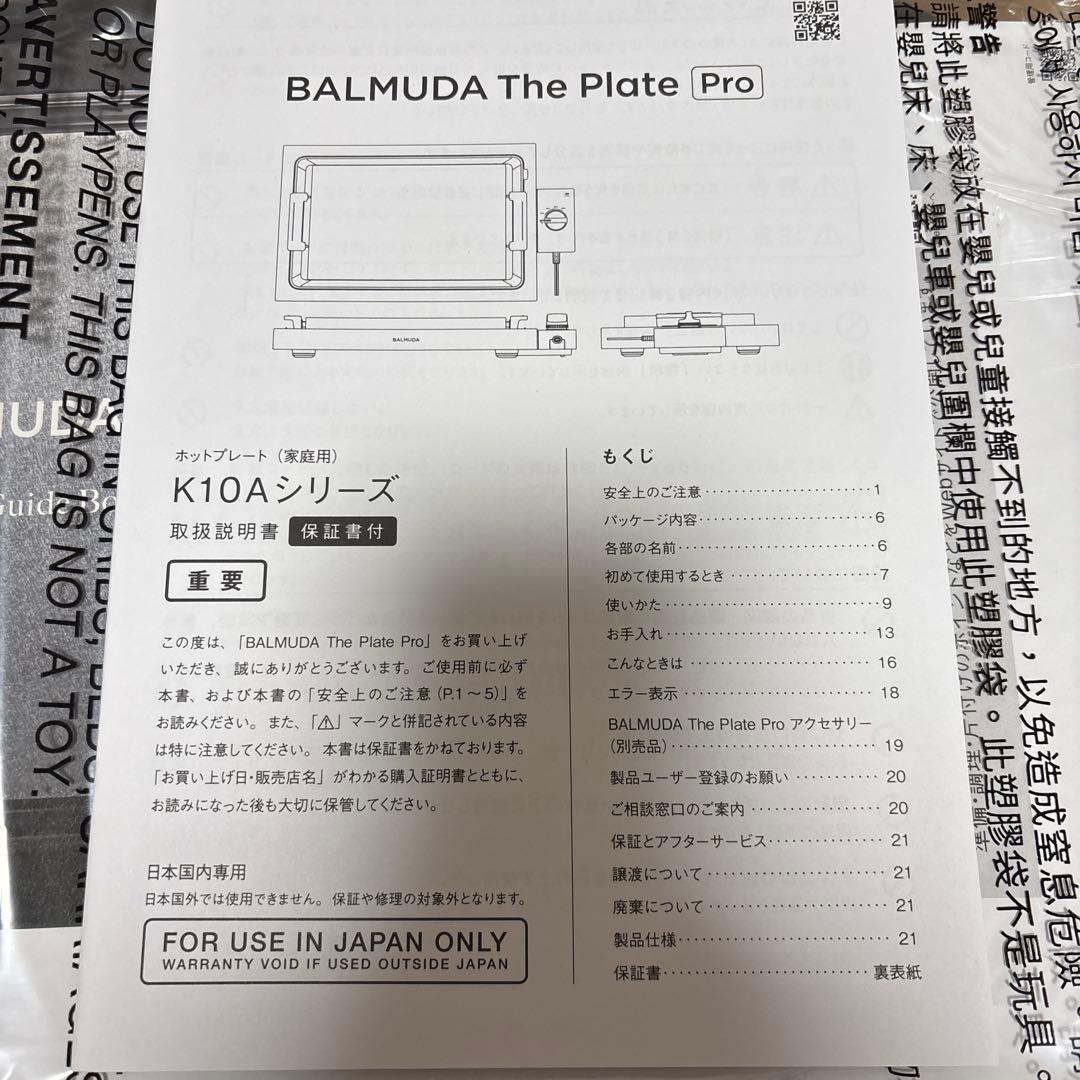 BALMUDA The Plate Pro
BALMUDA
ホットプレート（家庭用）
K10Aシリーズ
取扱説明書 保証書付
重要
この度は、「BALMUDA The Plate Pro」をお買い上げ
いただき、誠にありがとうございます。ご使用前に必ず
本書、および本書の「安全上のご注意（P.1～5）」を
お読みください。また、「⚠」マークと併記されている内容
は特に注意してください。本書は保証書をかねております。
「お買い上げ日・販売店名」がわかる購入証明書とともに、
お読みになった後も大切に保管してください。
日本国内専用
日本国外では使用できません。保証や修理の対象外となります。
FOR USE IN JAPAN ONLY
WARRANTY VOID IF USED OUTSIDE JAPAN
もくじ
安全上のご注意 1
パッケージ内容 6
各部の名前 6
初めて使用するとき 7
使いかた 9
お手入れ 13
こんなときは 16
エラー表示 18
BALMUDA The Plate Pro アクセサリー
（別売品） 19
製品ユーザー登録のお願い 20
ご相談窓口のご案内 20
保証とアフターサービス 21
譲渡について 21
廃棄について 21
製品仕様 21
保証書 裏表紙
AVERTISSEMENT
OR PLAYPENS. THIS BAG IS NOT A TOY.
DO NOT USE THIS BAG IN CRIBS, BEDS,
MUDA
Guide Bo
警告
請將此塑膠袋放在嬰兒或兒童接觸不到的地方，以免造成窒息危險。
在嬰兒床、床、嬰兒車或嬰兒圍欄中使用此塑膠袋。此塑膠袋不是玩具。